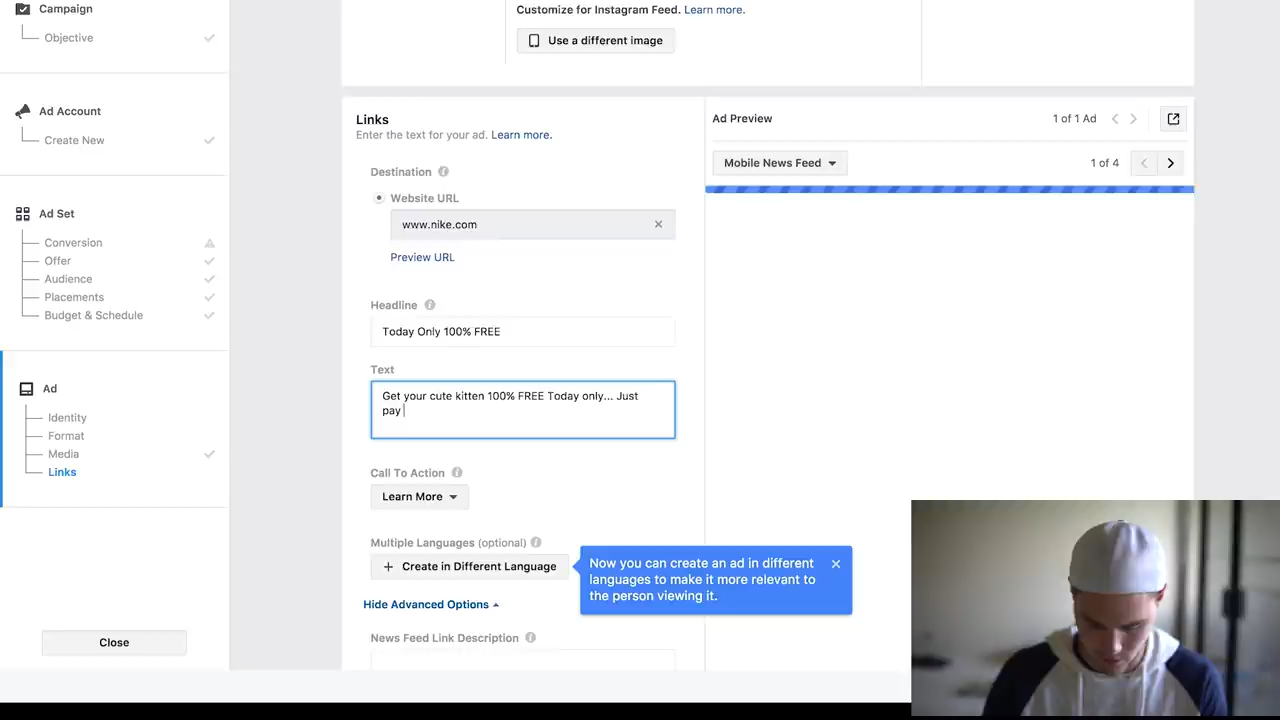 Campaign
Objective
Ad Account
Create New
Ad Set
Conversion
Offer
Audience
Placements
Budget & Schedule
Ad
Identity
Format
Media
Links
Close
Customize for Instagram Feed. Learn more.
Use a different image
Links
Enter the text for your ad. Learn more.
Destination
Website URL
www.nike.com
Preview URL
Headline
Today Only 100% FREE
Text
Get your cute kitten 100% FREE Today only... Just
pay
Call To Action
Learn More
Multiple Languages (optional)
+ Create in Different Language
Now you can create an ad in different
languages to make it more relevant to
the person viewing it.
Hide Advanced Options
News Feed Link Description
Ad Preview
1 of 1 Ad
Mobile News Feed
1 of 4